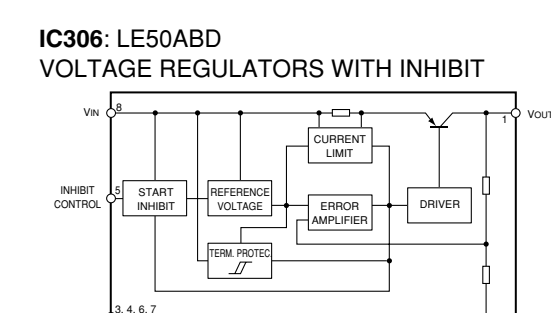 IC306: LE50ABD
VOLTAGE REGULATORS WITH INHIBIT
VIN
8
1
VOUT
CURRENT
LIMIT
INHIBIT
CONTROL
5
START
INHIBIT
REFERENCE
VOLTAGE
ERROR
AMPLIFIER
DRIVER
TERM. PROTEC.
3, 4, 6, 7